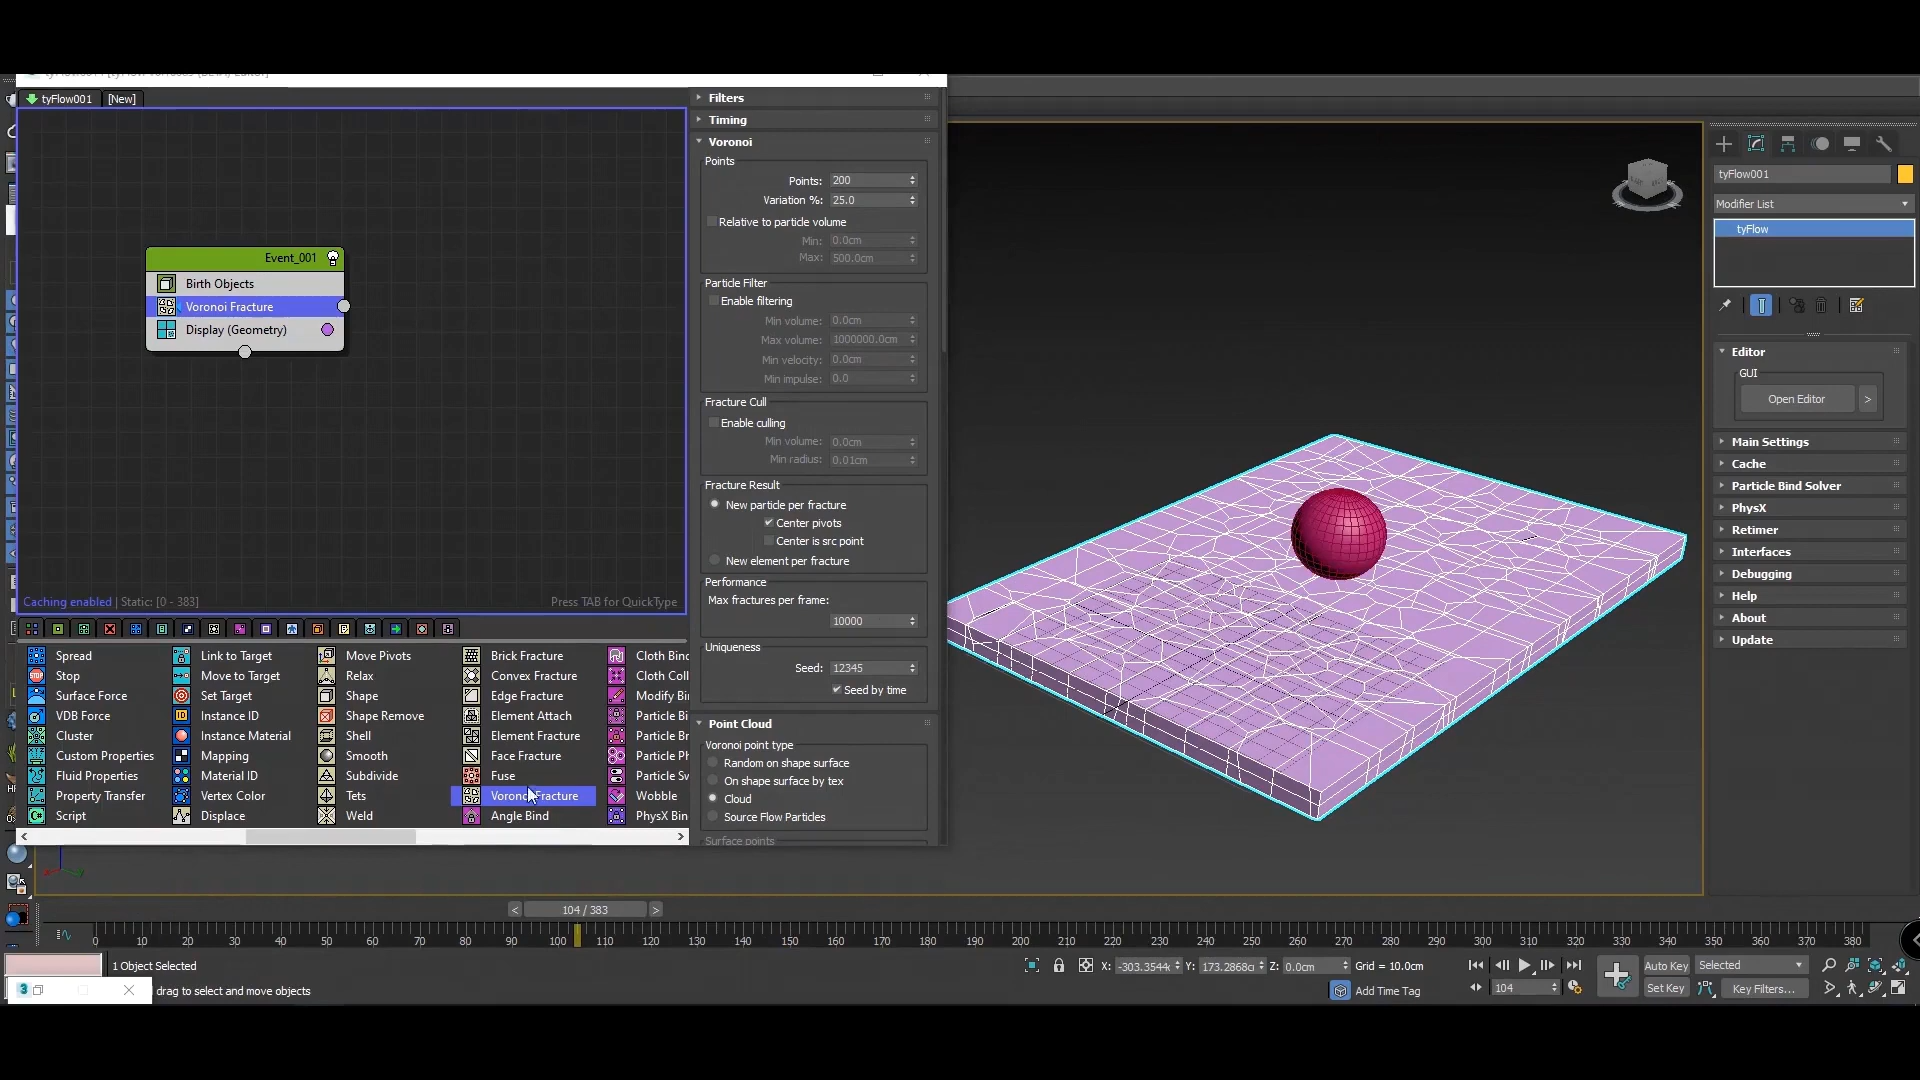 tyFlow001
[New]
Event_001
Birth Objects
Voronoi Fracture
Display (Geometry)
Caching enabled | Static: [0 - 383]
Press TAB for QuickType
Spread
Stop
Surface Force
VDB Force
Cluster
Custom Properties
Fluid Properties
Property Transfer
Script
Link to Target
Move to Target
Set Target
Instance ID
Instance Material
Mapping
Material ID
Vertex Color
Displace
Move Pivots
Relax
Shape
Shape Remove
Shell
Smooth
Subdivide
Tets
Weld
Brick Fracture
Convex Fracture
Edge Fracture
Element Attach
Element Fracture
Face Fracture
Fuse
Voronoi Fracture
Angle Bind
Cloth Bind
Cloth Coll
Modify Bi
Particle Bi
Particle Br
Particle Ph
Particle Sw
Wobble
PhysX Bin
Filters
Timing
Voronoi
Points
Points: 200
Variation %: 25.0
Relative to particle volume
Min: 0.0cm
Max: 500.0cm
Particle Filter
Enable filtering
Min volume: 0.0cm
Max volume: 1000000.0cm
Min velocity: 0.0cm
Min impulse: 0.0
Fracture Cull
Enable culling
Min volume: 0.0cm
Min radius: 0.01cm
Fracture Result
New particle per fracture
Center pivots
Center is src point
New element per fracture
Performance
Max fractures per frame:
10000
Uniqueness
Seed: 12345
Seed by time
Point Cloud
Voronoi point type
Random on shape surface
On shape surface by tex
Cloud
Source Flow Particles
Surface points
tyFlow001
Modifier List
tyFlow
Editor
GUI
Open Editor
>
Main Settings
Cache
Particle Bind Solver
PhysX
Retimer
Interfaces
Debugging
Help
About
Update
< 104 / 383 >
0 10 20 30 40 50 60 70 80 90 100 110 120 130 140 150 160 170 180 190 200 210 220 230 240 250 260 270 280 290 300 310 320 330 340 350 360 370 380
1 Object Selected
X: -303.3544c Y: 173.2868c Z: 0.0cm Grid = 10.0cm
Auto Key Selected
drag to select and move objects
Add Time Tag
104
Set Key Key Filters...